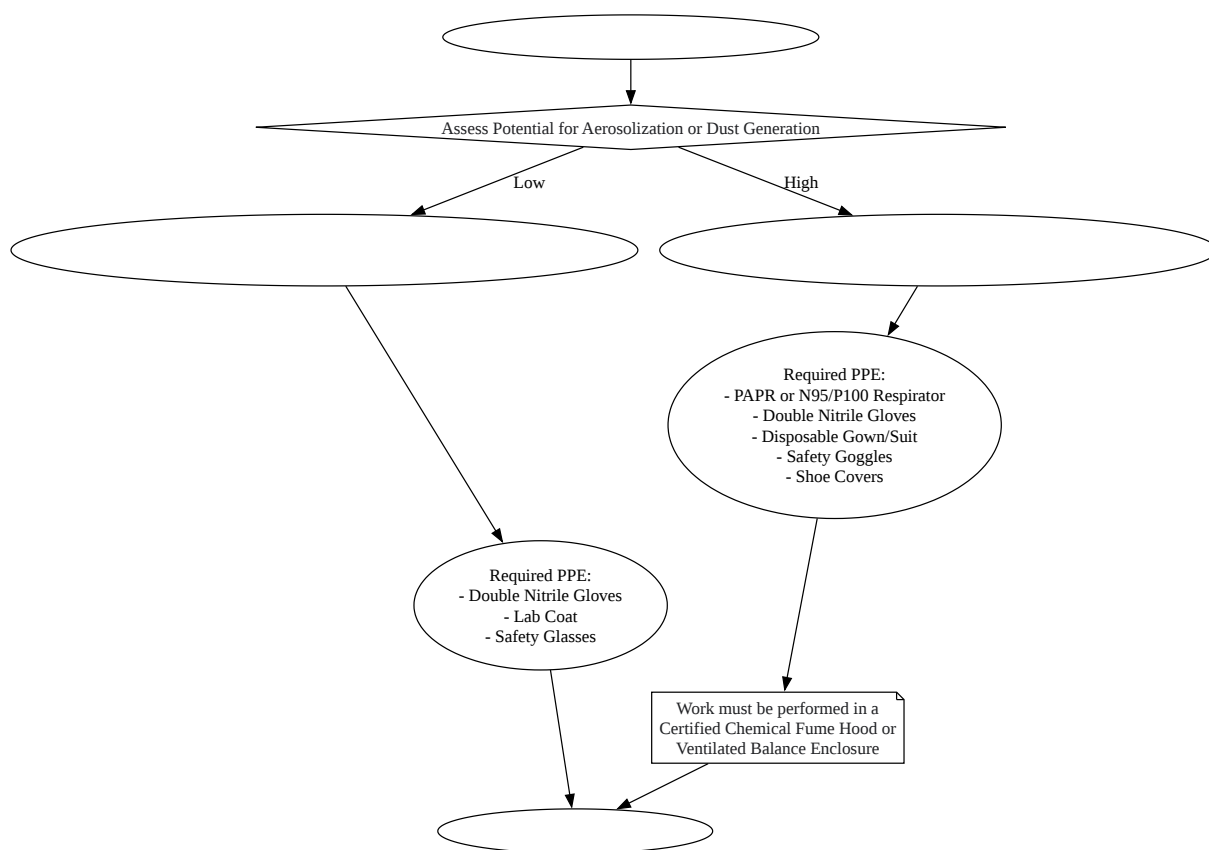 Assess Potential for Aerosolization or Dust Generation
Low
High
Required PPE:
- PAPR or N95/P100 Respirator
- Double Nitrile Gloves
- Disposable Gown/Suit
- Safety Goggles
- Shoe Covers
Required PPE:
- Double Nitrile Gloves
- Lab Coat
- Safety Glasses
Work must be performed in a
Certified Chemical Fume Hood or
Ventilated Balance Enclosure